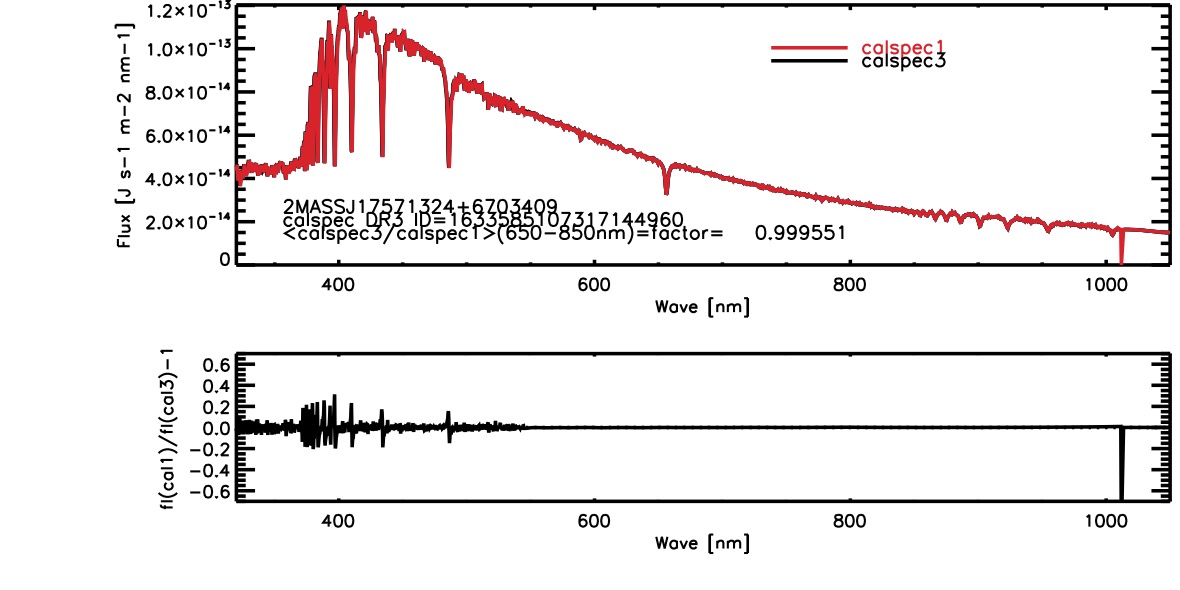 1.2×10−13
1.0×10−13
8.0×10−14
6.0×10−14
4.0×10−14
2.0×10−14
0
Flux [J s−1 m−2 nm−1]
calspec1
calspec3
2MASSJ17571324+6703409
calspec DR3 ID=1633585107317144960
<calspec3/calspec1>(650−850nm)=factor= 0.999551
400 600 800 1000
Wave [nm]
0.6
0.4
0.2
0.0
−0.2
−0.4
−0.6
fl(cal1)/fl(cal3)−1
400 600 800 1000
Wave [nm]